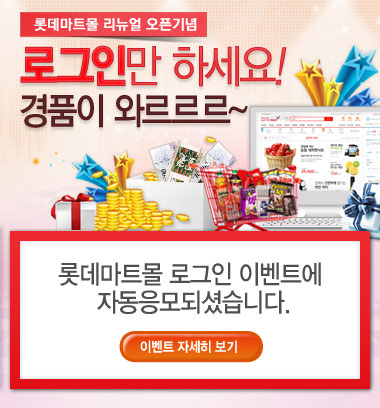 롯데마트몰 리뉴얼 오픈기념
로그인만 하세요!
경품이 와르르르~
롯데마트몰 로그인 이벤트에
자동응모되셨습니다.
이벤트 자세히 보기